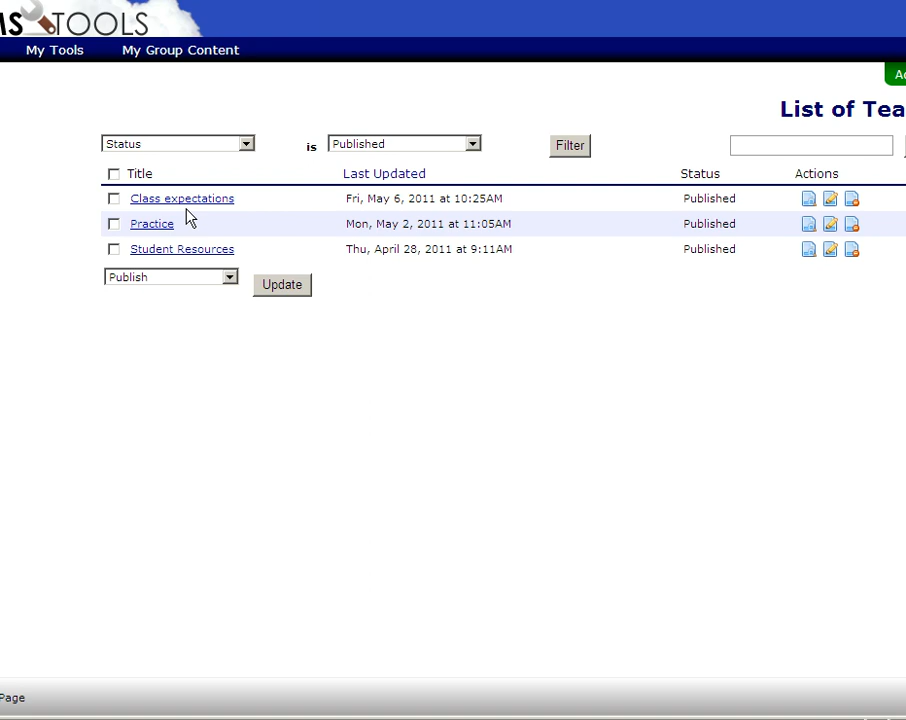 MS TOOLS
My Tools My Group Content
List of Tea
Status is Published Filter
Title Last Updated Status Actions
Class expectations Fri, May 6, 2011 at 10:25AM Published
Practice Mon, May 2, 2011 at 11:05AM Published
Student Resources Thu, April 28, 2011 at 9:11AM Published
Publish Update
Page